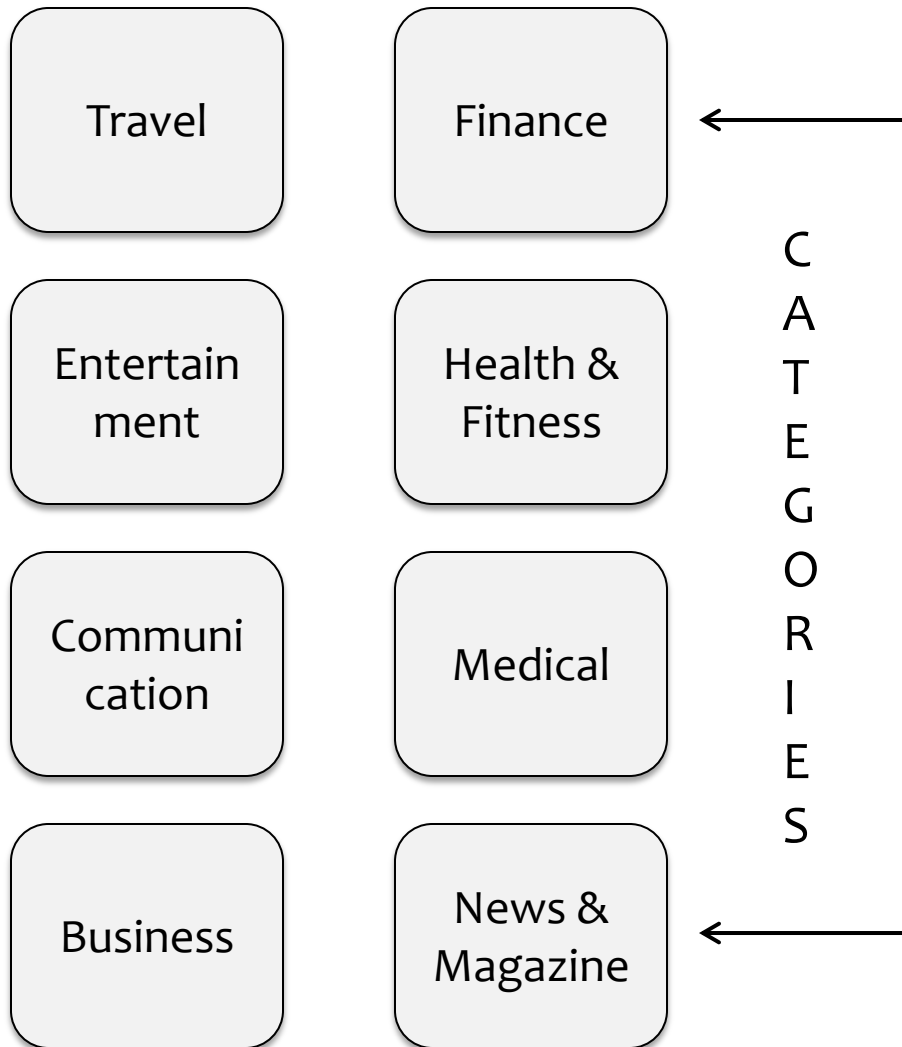 Travel
Finance
Entertain
ment
Health &
Fitness
Communi
cation
Medical
Business
News &
Magazine
C
A
T
E
G
O
R
I
E
S